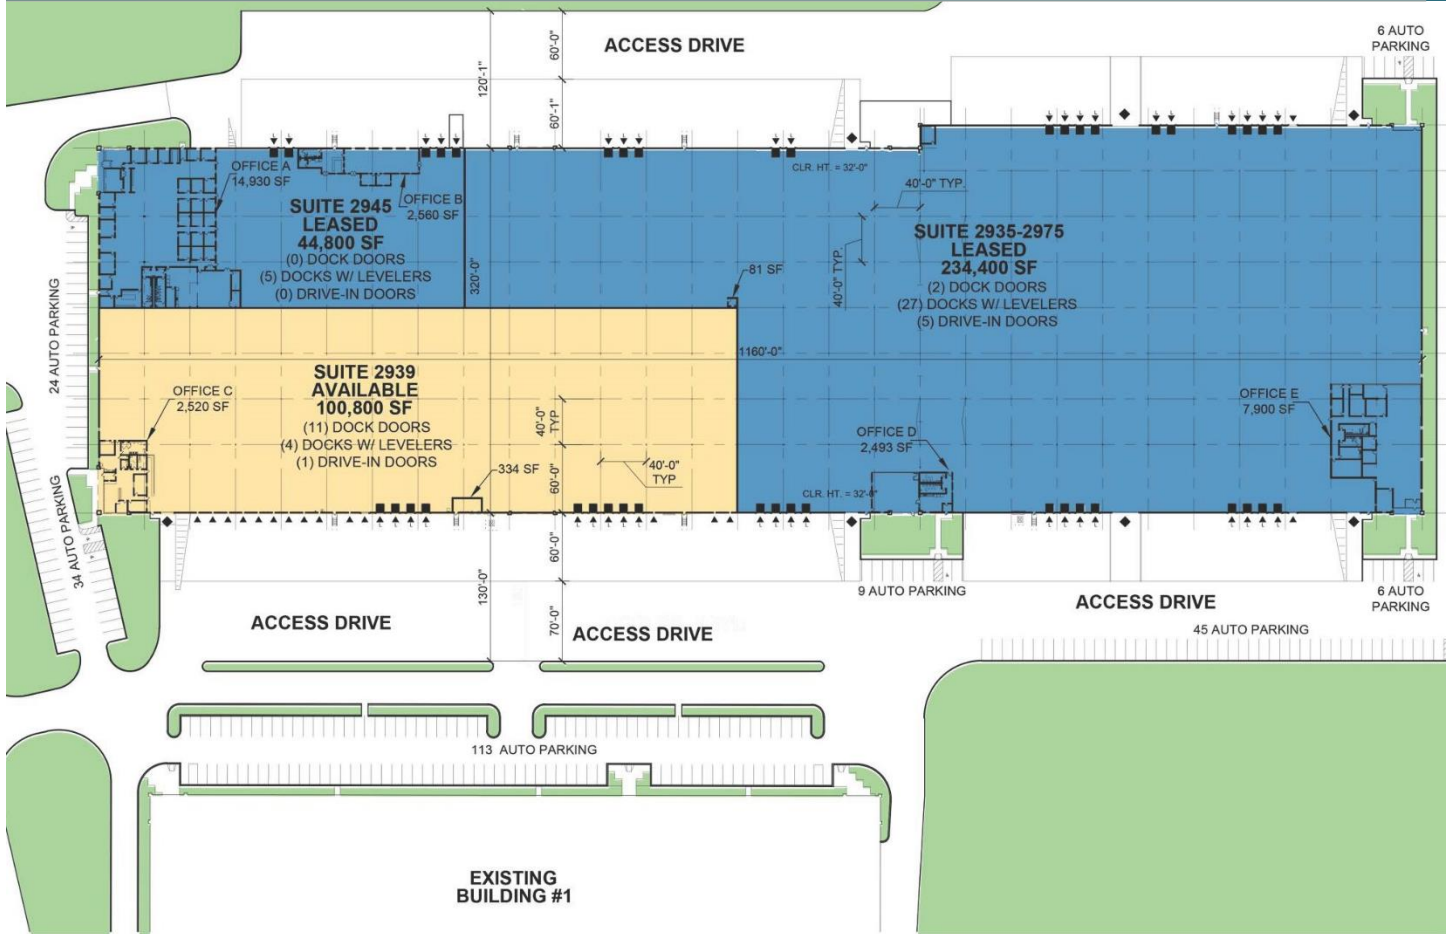 ACCESS DRIVE
6 AUTO
PARKING
60'-0"
120'-1"
60'-1"
OFFICE A
14,930 SF
OFFICE B
2,560 SF
SUITE 2945
LEASED
44,800 SF
(0) DOCK DOORS
(5) DOCKS W/ LEVELERS
(0) DRIVE-IN DOORS
320'-0"
CLR. HT. = 32'-0"
40'-0" TYP.
40'-0" TYP.
81 SF
SUITE 2935-2975
LEASED
234,400 SF
(2) DOCK DOORS
(27) DOCKS W/ LEVELERS
(5) DRIVE-IN DOORS
24 AUTO PARKING
1160'-0"
SUITE 2939
AVAILABLE
100,800 SF
(11) DOCK DOORS
(4) DOCKS W/ LEVELERS
(1) DRIVE-IN DOORS
OFFICE C
2,520 SF
40'-0"
TYP
40'-0"
TYP
60'-0"
334 SF
OFFICE D
2,493 SF
CLR. HT. = 32'-0"
OFFICE E
7,900 SF
34 AUTO PARKING
60'-0"
130'-0"
70'-0"
9 AUTO PARKING
6 AUTO
PARKING
ACCESS DRIVE
ACCESS DRIVE
ACCESS DRIVE
45 AUTO PARKING
113 AUTO PARKING
EXISTING
BUILDING #1